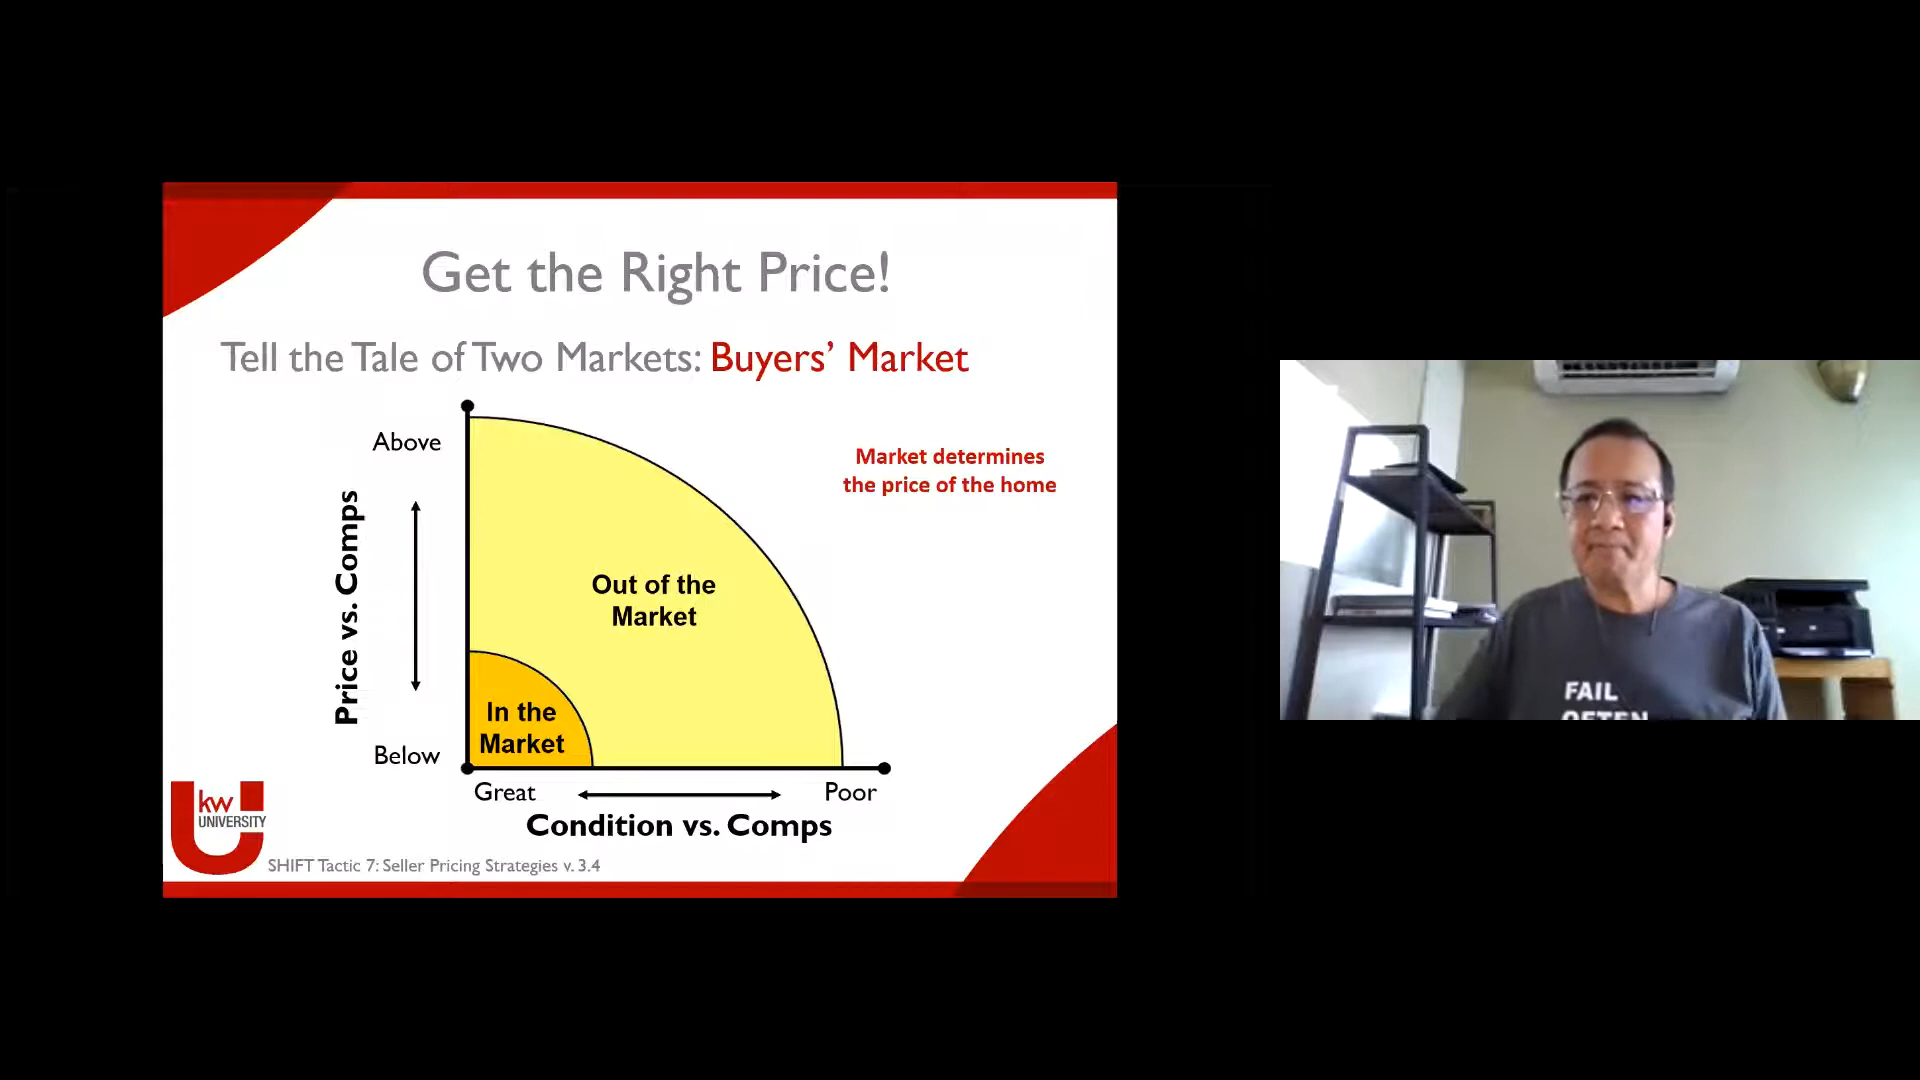 Get the Right Price!
Tell the Tale of Two Markets: Buyers’ Market
Above
Price vs. Comps
Below
Market determines
the price of the home
Out of the
Market
In the
Market
Great
Poor
Condition vs. Comps
kw
UNIVERSITY
SHIFT Tactic 7: Seller Pricing Strategies v. 3.4
FAIL
OFTEN